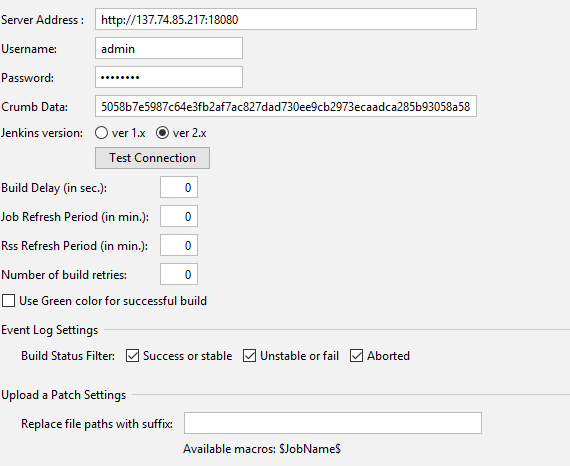 Server Address : http://137.74.85.217:18080
Username: admin
Password: ••••••••
Crumb Data: 5058b7e5987c64e3fb2af7ac827dad730ee9cb2973ecaadca285b93058a58
Jenkins version: ver 1.x ver 2.x
Test Connection
Build Delay (in sec.): 0
Job Refresh Period (in min.): 0
Rss Refresh Period (in min.): 0
Number of build retries: 0
Use Green color for successful build
Event Log Settings
Build Status Filter: Success or stable Unstable or fail Aborted
Upload a Patch Settings
Replace file paths with suffix:
Available macros: $JobName$